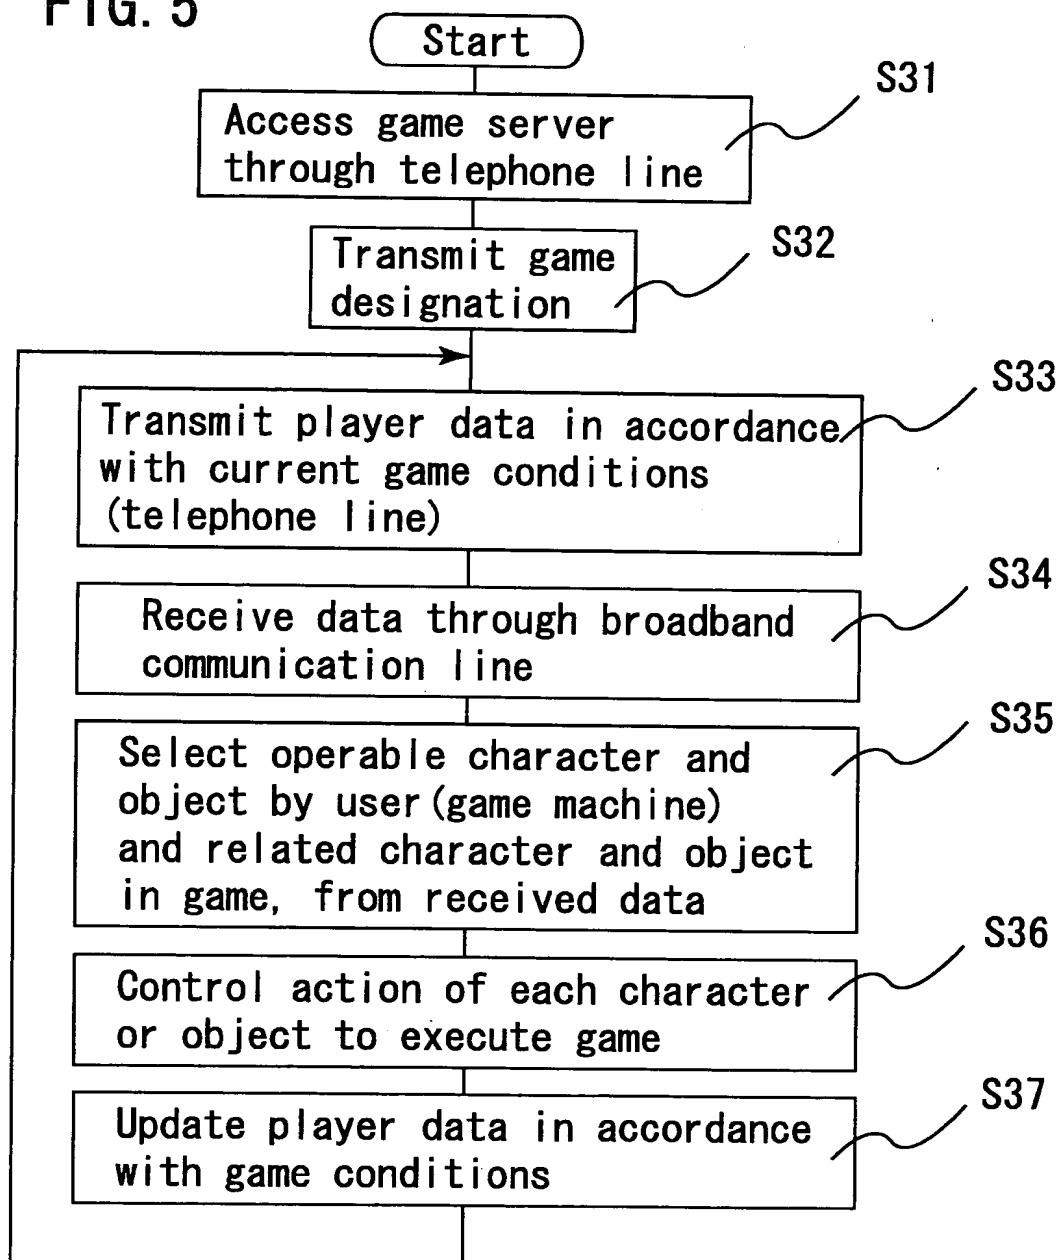 FIG. 5
Start
S31
Access game server
through telephone line
S32
Transmit game
designation
S33
Transmit player data in accordance
with current game conditions
(telephone line)
S34
Receive data through broadband
communication line
S35
Select operable character and
object by user(game machine)
and related character and object
in game, from received data
S36
Control action of each character
or object to execute game
S37
Update player data in accordance
with game conditions